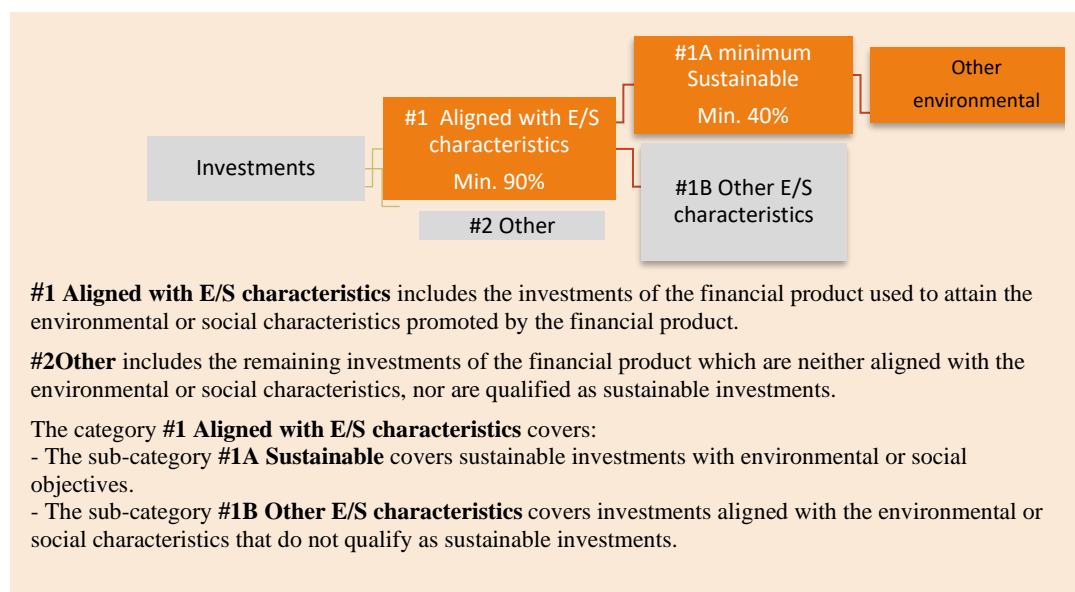 #1A minimum
Sustainable
Min. 40%
Other
environmental
#1 Aligned with E/S
characteristics
Min. 90%
Investments
#1B Other E/S
characteristics
#2 Other
#1 Aligned with E/S characteristics includes the investments of the financial product used to attain the
environmental or social characteristics promoted by the financial product.
#2Other includes the remaining investments of the financial product which are neither aligned with the
environmental or social characteristics, nor are qualified as sustainable investments.
The category #1 Aligned with E/S characteristics covers:
- The sub-category #1A Sustainable covers sustainable investments with environmental or social
objectives.
- The sub-category #1B Other E/S characteristics covers investments aligned with the environmental or
social characteristics that do not qualify as sustainable investments.